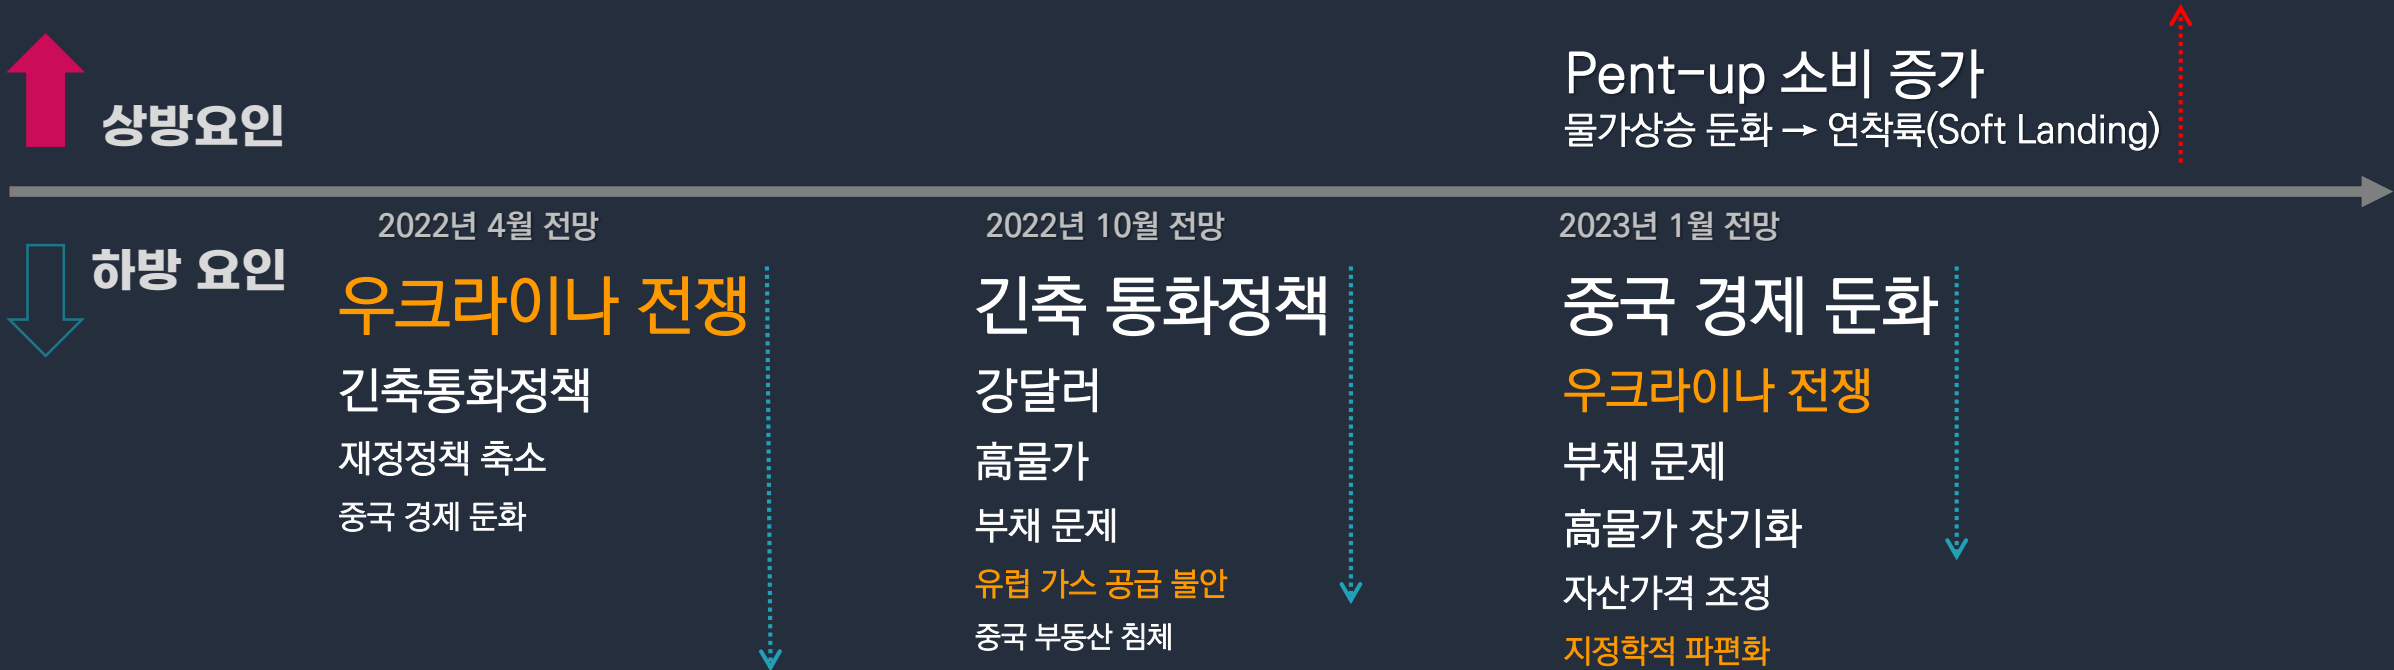 상방요인
Pent-up 소비 증가
물가상승 둔화 → 연착륙(Soft Landing)
하방 요인
2022년 4월 전망
우크라이나 전쟁
긴축통화정책
재정정책 축소
중국 경제 둔화
2022년 10월 전망
긴축 통화정책
강달러
高물가
부채 문제
유럽 가스 공급 불안
중국 부동산 침체
2023년 1월 전망
중국 경제 둔화
우크라이나 전쟁
부채 문제
高물가 장기화
자산가격 조정
지정학적 파편화